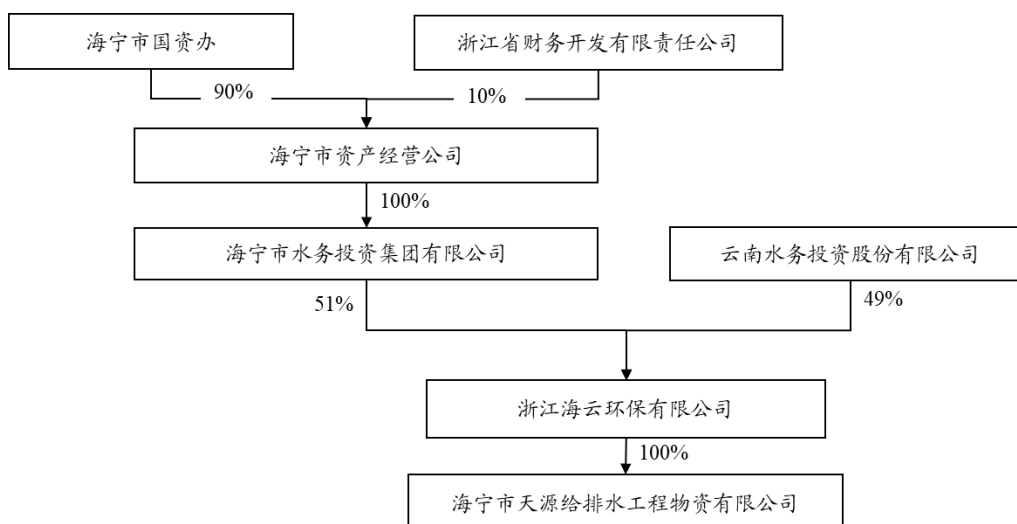 海宁市国资办
浙江省财务开发有限责任公司
90%
10%
海宁市资产经营公司
100%
海宁市水务投资集团有限公司
云南水务投资股份有限公司
51%
49%
浙江海云环保有限公司
100%
海宁市天源给排水工程物资有限公司